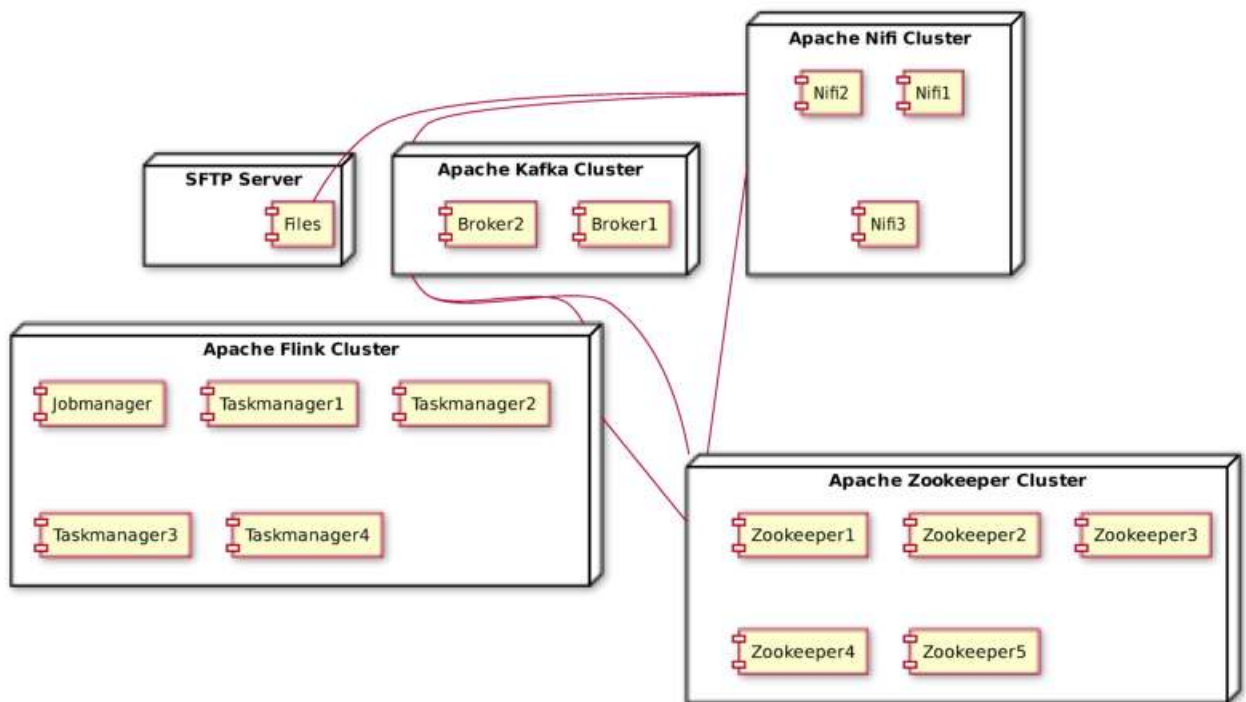 Apache Nifi Cluster
Nifi2
Nifi1
Nifi3
SFTP Server
Files
Apache Kafka Cluster
Broker2
Broker1
Apache Flink Cluster
Jobmanager
Taskmanager1
Taskmanager2
Taskmanager3
Taskmanager4
Apache Zookeeper Cluster
Zookeeper1
Zookeeper2
Zookeeper3
Zookeeper4
Zookeeper5